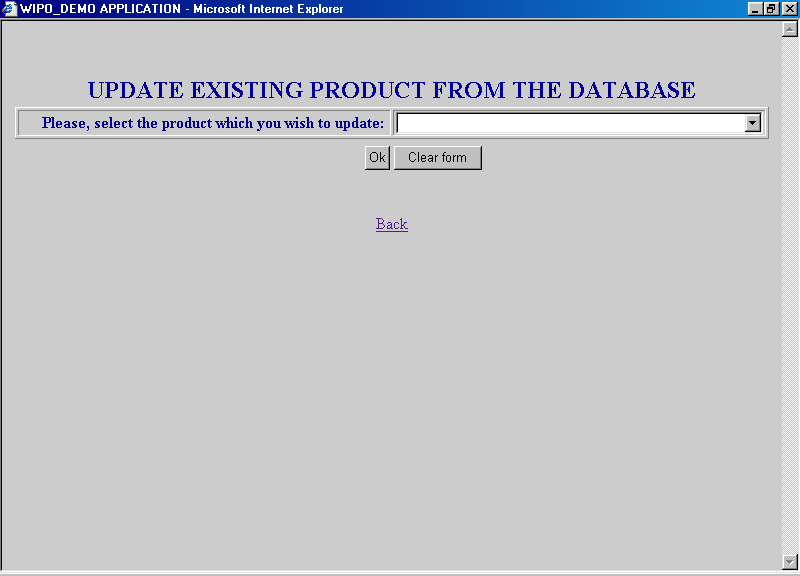 WIPO_DEMO APPLICATION - Microsoft Internet Explorer
UPDATE EXISTING PRODUCT FROM THE DATABASE
Please, select the product which you wish to update:
Ok Clear form
Back